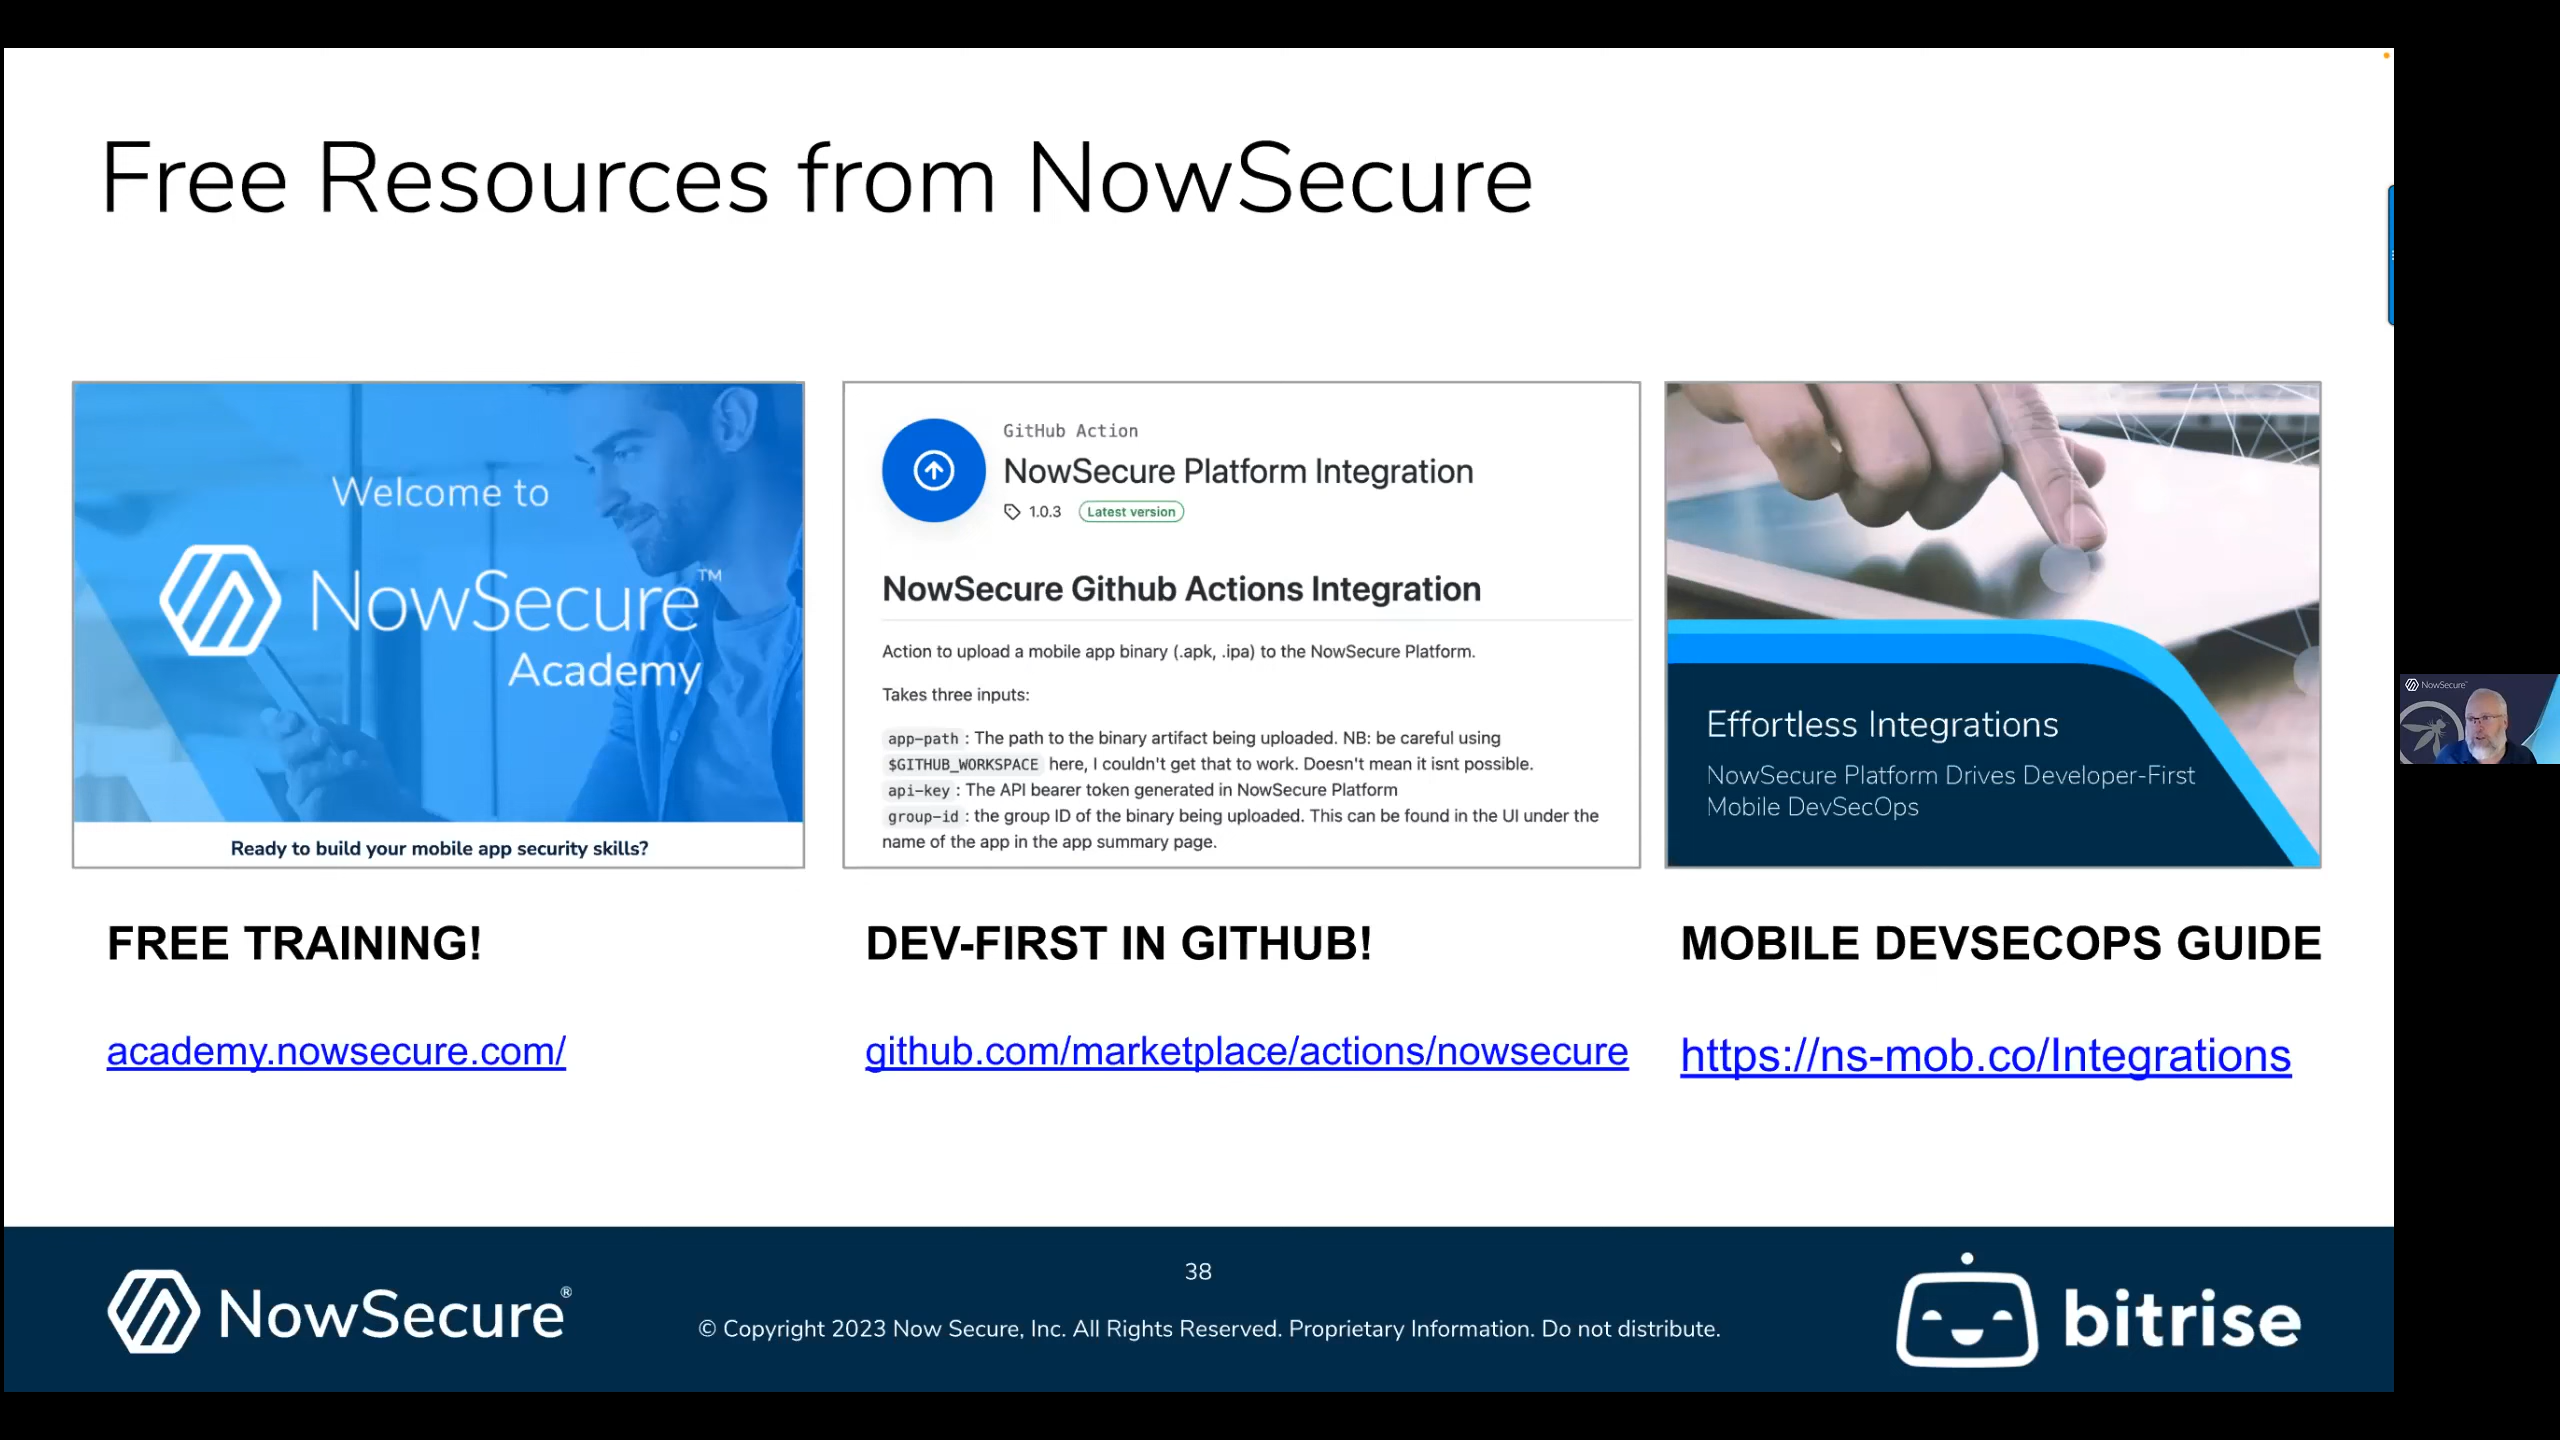 Free Resources from NowSecure
Welcome to
NowSecure™
Academy
Ready to build your mobile app security skills?
GitHub Action
NowSecure Platform Integration
1.0.3 Latest version
NowSecure Github Actions Integration
Action to upload a mobile app binary (.apk, .ipa) to the NowSecure Platform.
Takes three inputs:
app-path : The path to the binary artifact being uploaded. NB: be careful using
$GITHUB_WORKSPACE here, I couldn't get that to work. Doesn't mean it isnt possible.
api-key : The API bearer token generated in NowSecure Platform
group-id : the group ID of the binary being uploaded. This can be found in the UI under the
name of the app in the app summary page.
Effortless Integrations
NowSecure Platform Drives Developer-First
Mobile DevSecOps
FREE TRAINING!
DEV-FIRST IN GITHUB!
MOBILE DEVSECOPS GUIDE
academy.nowsecure.com/
github.com/marketplace/actions/nowsecure
https://ns-mob.co/Integrations
NowSecure
NowSecure®
38
© Copyright 2023 Now Secure, Inc. All Rights Reserved. Proprietary Information. Do not distribute.
bitrise